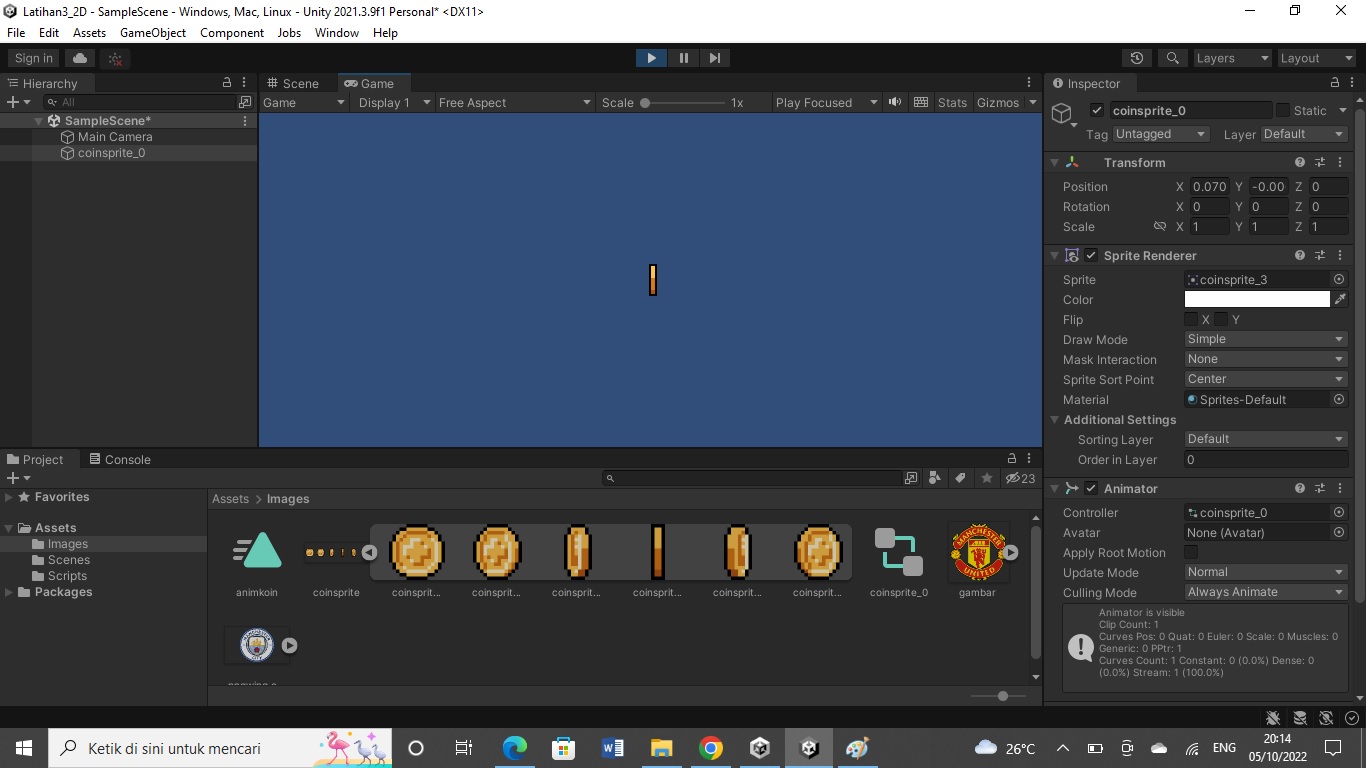 Latihan3_2D - SampleScene - Windows, Mac, Linux - Unity 2021.3.9f1 Personal* <DX11>
File Edit Assets GameObject Component Jobs Window Help
Sign in Layers Layout
Hierarchy Scene Game Inspector
All Game Display 1 Free Aspect Scale 1x Play Focused Stats Gizmos
coinsprite_0 Static
SampleScene*
Main Camera
coinsprite_0
Tag Untagged Layer Default
Transform
Position X 0.070 Y -0.00 Z 0
Rotation X 0 Y 0 Z 0
Scale X 1 Y 1 Z 1
Sprite Renderer
Sprite coinsprite_3
Color
Flip X Y
Draw Mode Simple
Mask Interaction None
Sprite Sort Point Center
Material Sprites-Default
Additional Settings
Sorting Layer Default
Order in Layer 0
Animator
Controller coinsprite_0
Avatar None (Avatar)
Apply Root Motion
Update Mode Normal
Culling Mode Always Animate
Animator is visible
Clip Count: 1
Curves Pos: 0 Quat: 0 Euler: 0 Scale: 0 Muscles: 0
Generic: 0 PPtr: 1
Curves Count: 1 Constant: 0 (0.0%) Dense: 0
(0.0%) Stream: 1 (100.0%)
Project Console
23
Favorites
Assets
Images
Scenes
Scripts
Packages
Assets > Images
MANCHESTER
UNITED
animkoin coinsprite coinsprit... coinsprit... coinsprit... coinsprit... coinsprit... coinsprit... coinsprite_0 gambar
Ketik di sini untuk mencari
26°C ENG
20:14
05/10/2022